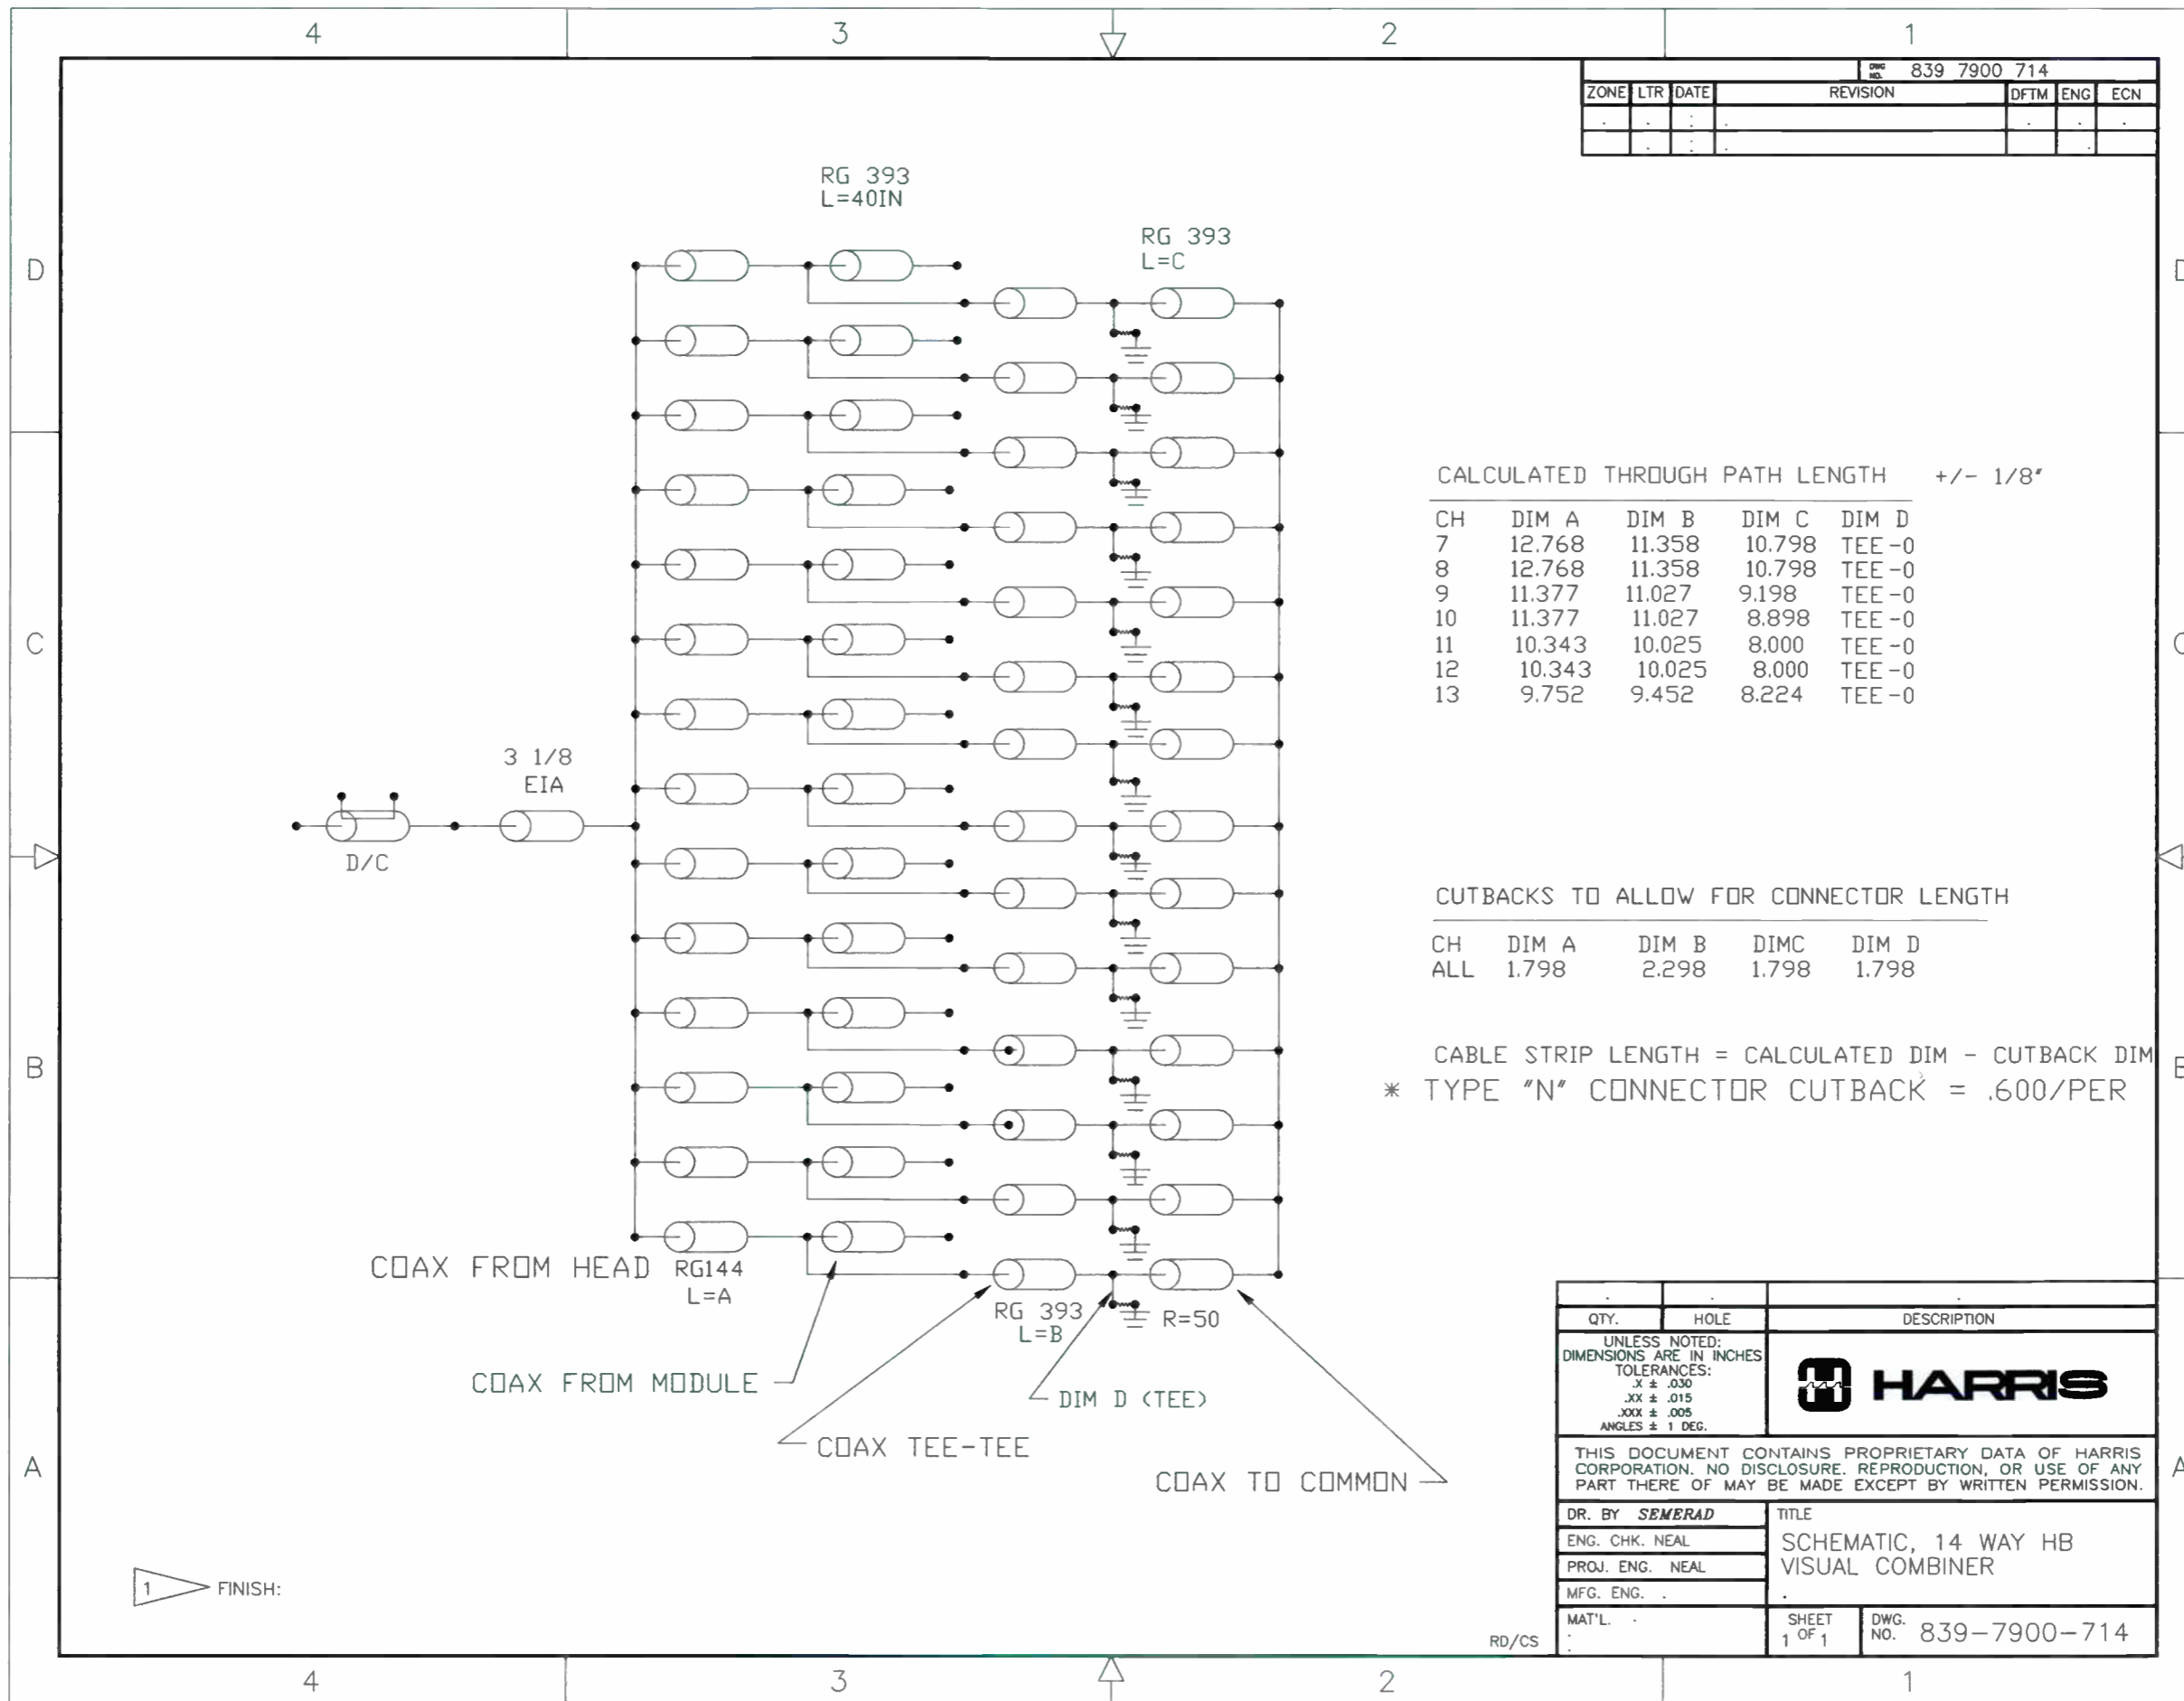 4 3 2 1
DWG NO. 839 7900 714
ZONE LTR DATE REVISION DFTM ENG ECN
RG 393
L=40IN
RG 393
L=C
D
CALCULATED THROUGH PATH LENGTH +/- 1/8"
CH DIM A DIM B DIM C DIM D
7 12.768 11.358 10.798 TEE-0
8 12.768 11.358 10.798 TEE-0
9 11.377 11.027 9.198 TEE-0
10 11.377 11.027 8.898 TEE-0
11 10.343 10.025 8.000 TEE-0
12 10.343 10.025 8.000 TEE-0
13 9.752 9.452 8.224 TEE-0
C
3 1/8
EIA
D/C
CUTBACKS TO ALLOW FOR CONNECTOR LENGTH
CH DIM A DIM B DIMC DIM D
ALL 1.798 2.298 1.798 1.798
CABLE STRIP LENGTH = CALCULATED DIM - CUTBACK DIM
* TYPE "N" CONNECTOR CUTBACK = .600/PER
B
COAX FROM HEAD
RG144
L=A
RG 393
L=B
R=50
COAX FROM MODULE
DIM D (TEE)
COAX TEE-TEE
COAX TO COMMON
A
1 FINISH:
RD/CS
QTY. HOLE DESCRIPTION
UNLESS NOTED:
DIMENSIONS ARE IN INCHES
TOLERANCES:
.X ± .030
.XX ± .015
.XXX ± .005
ANGLES ± 1 DEG.
HARRIS
THIS DOCUMENT CONTAINS PROPRIETARY DATA OF HARRIS
CORPORATION. NO DISCLOSURE. REPRODUCTION, OR USE OF ANY
PART THERE OF MAY BE MADE EXCEPT BY WRITTEN PERMISSION.
DR. BY SEMERAD
ENG. CHK. NEAL
PROJ. ENG. NEAL
MFG. ENG. .
MAT'L.
TITLE
SCHEMATIC, 14 WAY HB
VISUAL COMBINER
SHEET
1 OF 1
DWG.
NO. 839-7900-714
4 3 2 1